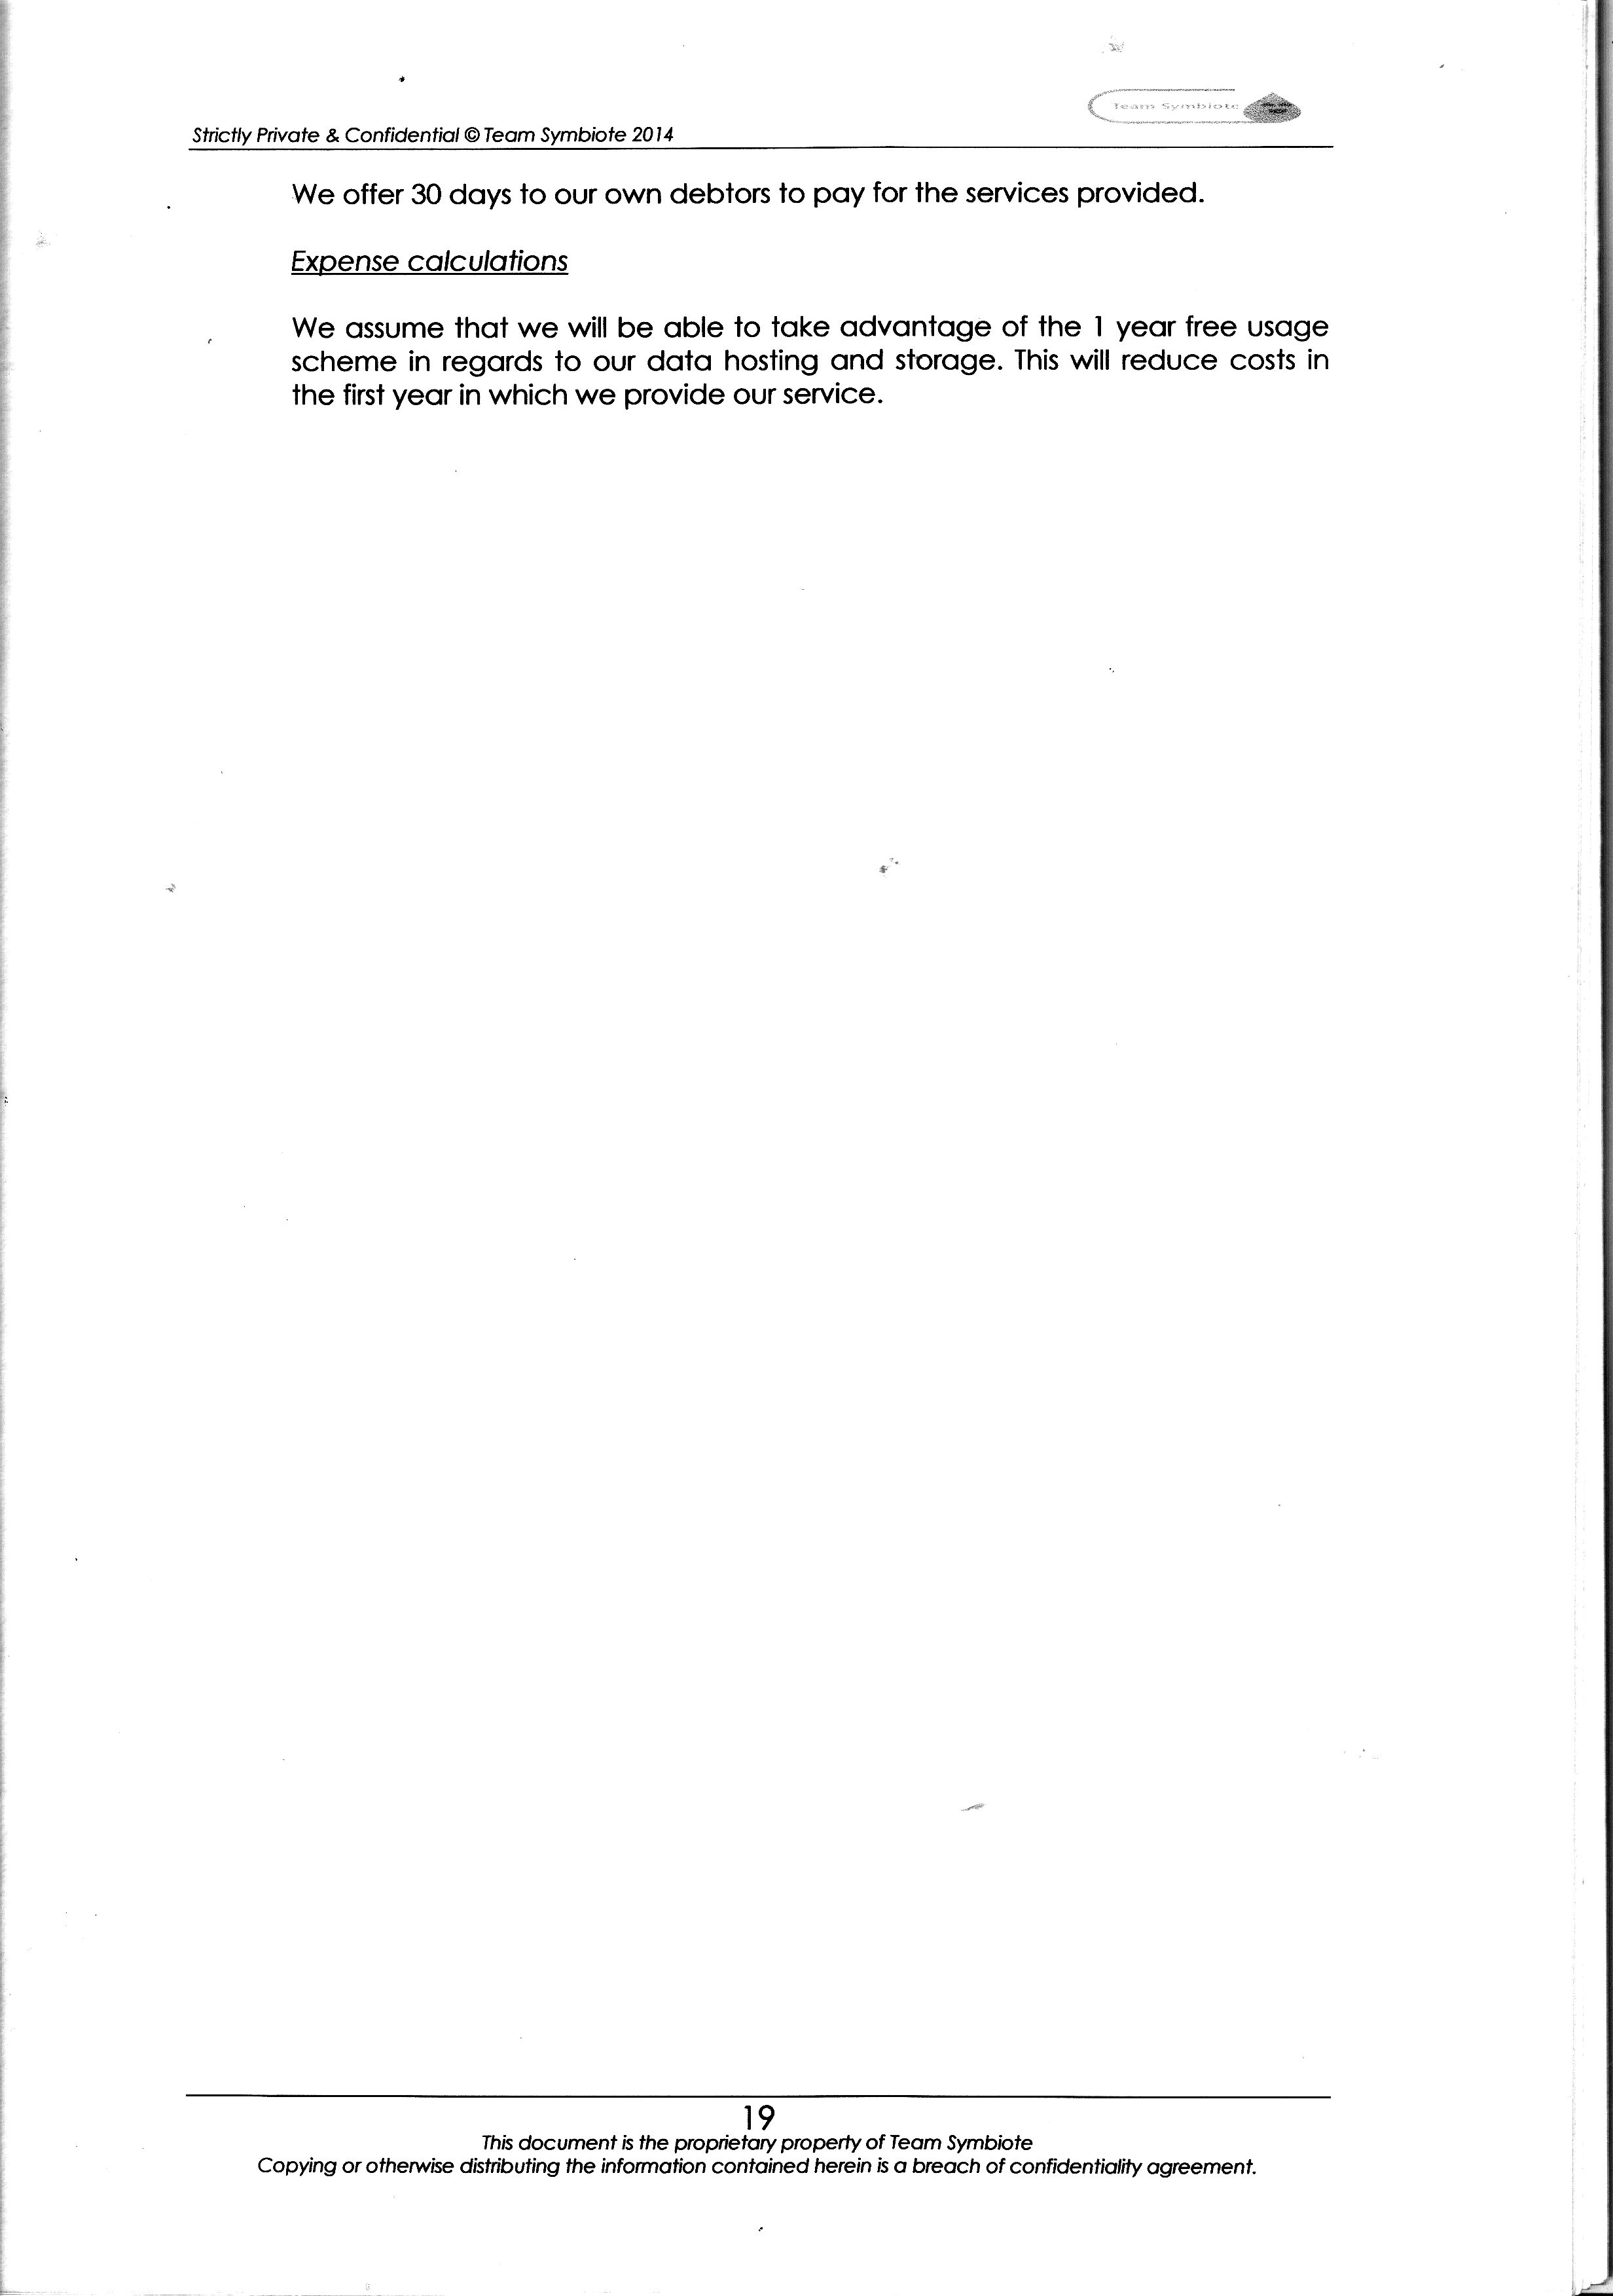 Team Symbiote
Strictly Private & Confidential © Team Symbiote 2014
We offer 30 days to our own debtors to pay for the services provided.
Expense calculations
We assume that we will be able to take advantage of the 1 year free usage
scheme in regards to our data hosting and storage. This will reduce costs in
the first year in which we provide our service.
19
This document is the proprietary property of Team Symbiote
Copying or otherwise distributing the information contained herein is a breach of confidentiality agreement.